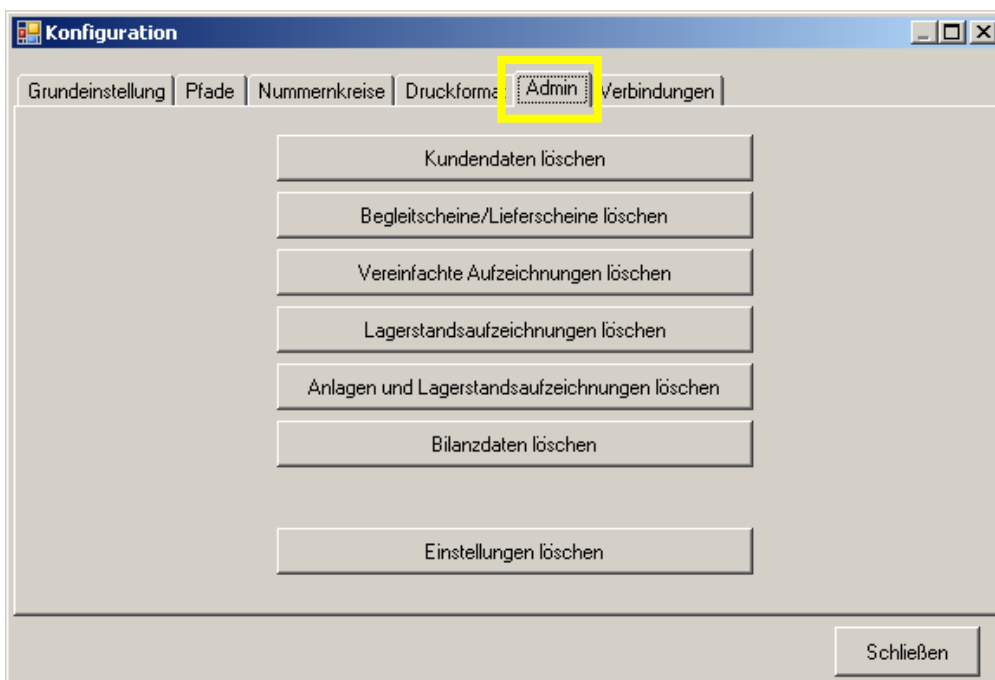 Konfiguration
Grundeinstellung Pfade Nummernkreise Druckforma Admin Verbindungen
Kundendaten löschen
Begleitscheine/Lieferscheine löschen
Vereinfachte Aufzeichnungen löschen
Lagerstandsaufzeichnungen löschen
Anlagen und Lagerstandsaufzeichnungen löschen
Bilanzdaten löschen
Einstellungen löschen
Schließen